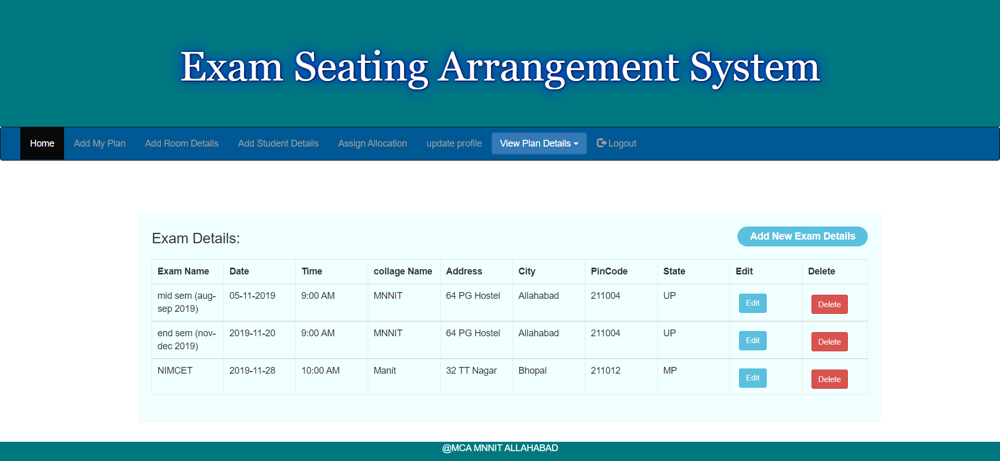 Exam Seating Arrangement System
Home Add My Plan Add Room Details Add Student Details Assign Allocation update profile View Plan Details Logout
Exam Details: Add New Exam Details
Exam Name Date Time collage Name Address City PinCode State Edit Delete
mid sem (aug- 05-11-2019 9:00 AM MNNIT 64 PG Hostel Allahabad 211004 UP Edit Delete
sep 2019)
end sem (nov- 2019-11-20 9:00 AM MNNIT 64 PG Hostel Allahabad 211004 UP Edit Delete
dec 2019)
NIMCET 2019-11-28 10:00 AM Manit 32 TT Nagar Bhopal 211012 MP Edit Delete
@MCA MNNIT ALLAHABAD